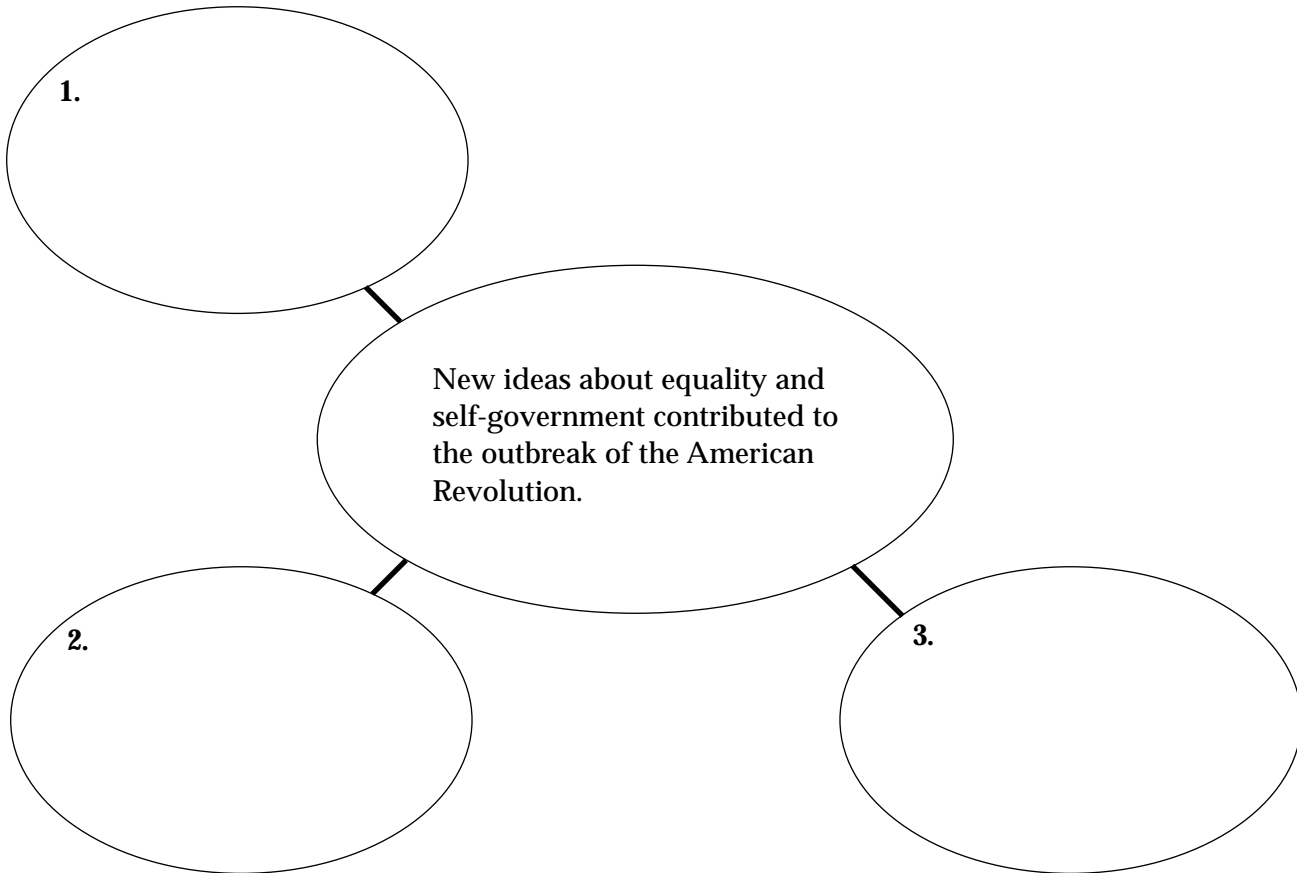 1.
New ideas about equality and
self-government contributed to
the outbreak of the American
Revolution.
2.
3.